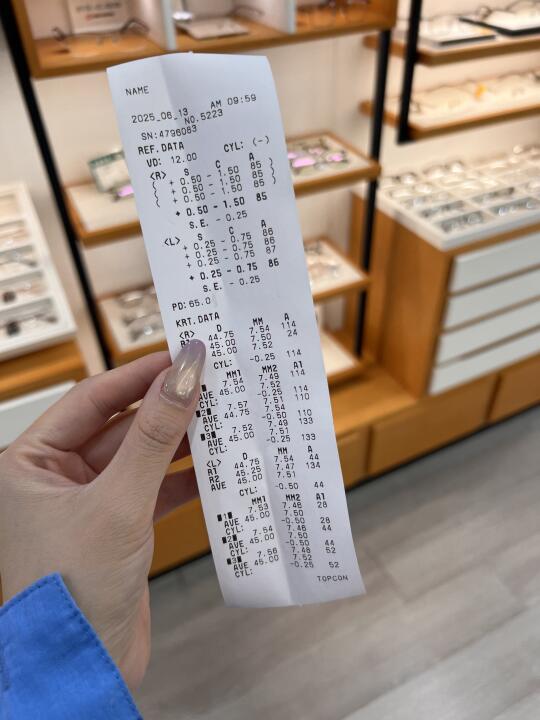 NAME
2025_06_13 AM 09:59
NO.5223
SN:4796083
REF.DATA
VD: 12.00 CYL: (-)
<R> S C A
+ 0.50 - 1.50 85
+ 0.50 - 1.50 85
+ 0.50 - 1.50 85
+ 0.50 - 1.50 85
S.E. - 0.25
<L> S C A
+ 0.25 - 0.75 86
+ 0.25 - 0.75 86
+ 0.25 - 0.75 87
+ 0.25 - 0.75 86
S.E. - 0.25
PD:65.0
KRT.DATA
<R> D MM A
44.75 7.54 114
45.00 7.50 24
45.00 7.52
CYL: -0.25 114
MM1 MM2 A1
■1■ 7.54 7.49 114
AVE 45.00 7.52
CYL: 114
■2■ 7.57 7.51 110
AVE 44.75 7.54
CYL: -0.50 110
■3■ 7.52 7.49 133
AVE 45.00 7.51
CYL: -0.25 133
<L> D MM A
R1 44.75 7.54 44
R2 45.25 7.47 134
AVE 45.00 7.51
CYL: -0.50 44
MM1 MM2 A1
■1■ 7.53 7.46 28
AVE 45.00 7.50
CYL: -0.50 28
■2■ 7.54 7.46 44
AVE 45.00 7.50
CYL: -0.50 44
■3■ 7.56 7.48 52
AVE 45.00 7.52
CYL: -0.25 52
TOPCON